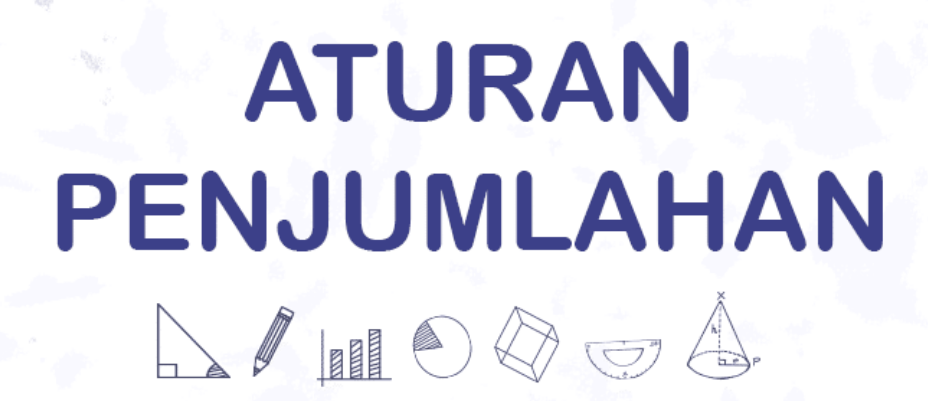 ATURAN
PENJUMLAHAN
X
h
r P